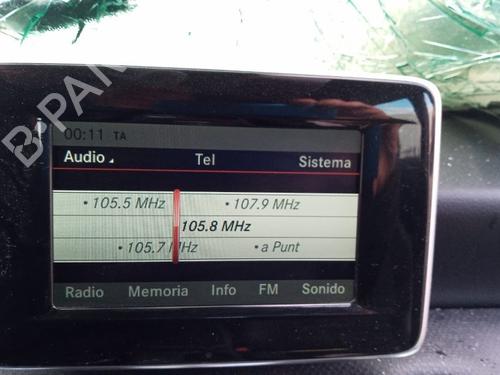 00:11 TA
Audio Tel Sistema
• 105.5 MHz • 107.9 MHz
105.8 MHz
• 105.7 MHz • a Punt
Radio Memoria Info FM Sonido